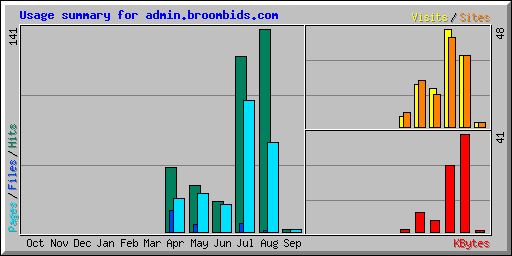 Usage summary for admin.broombids.com
Visits/Sites
141
48
41
Pages/Files/Hits
Oct Nov Dec Jan Feb Mar Apr May Jun Jul Aug Sep
KBytes